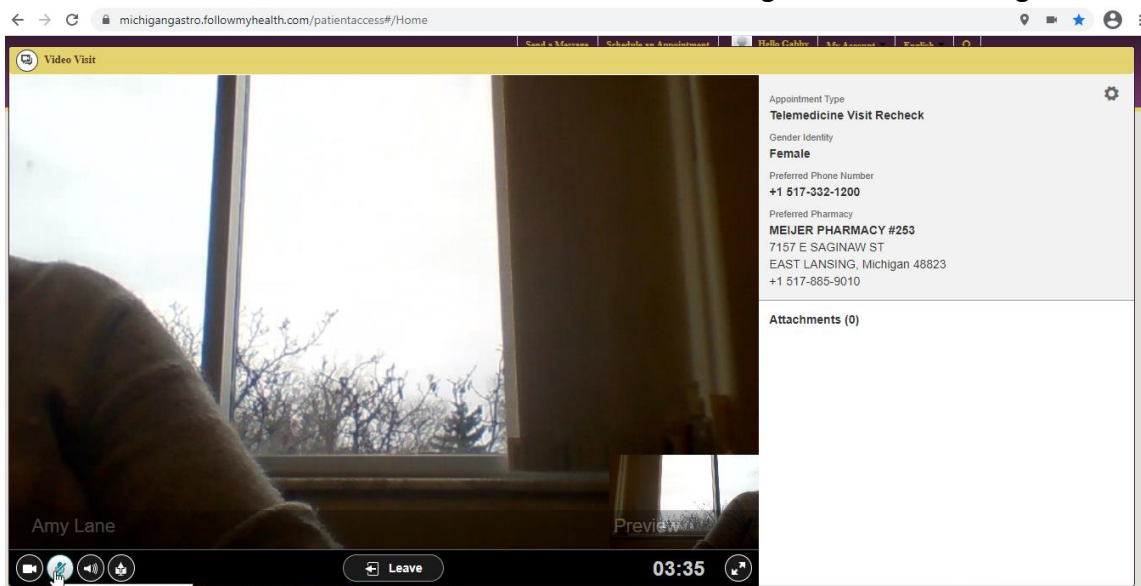 michigangastro.followmyhealth.com/patientaccess#/Home
Send a Message Schedule an Appointment Hello Gabby My Account English
Video Visit
Appointment Type
Telemedicine Visit Recheck
Gender Identity
Female
Preferred Phone Number
+1 517-332-1200
Preferred Pharmacy
MEIJER PHARMACY #253
7157 E SAGINAW ST
EAST LANSING, Michigan 48823
+1 517-885-9010
Attachments (0)
Amy Lane
Preview
Leave
03:35